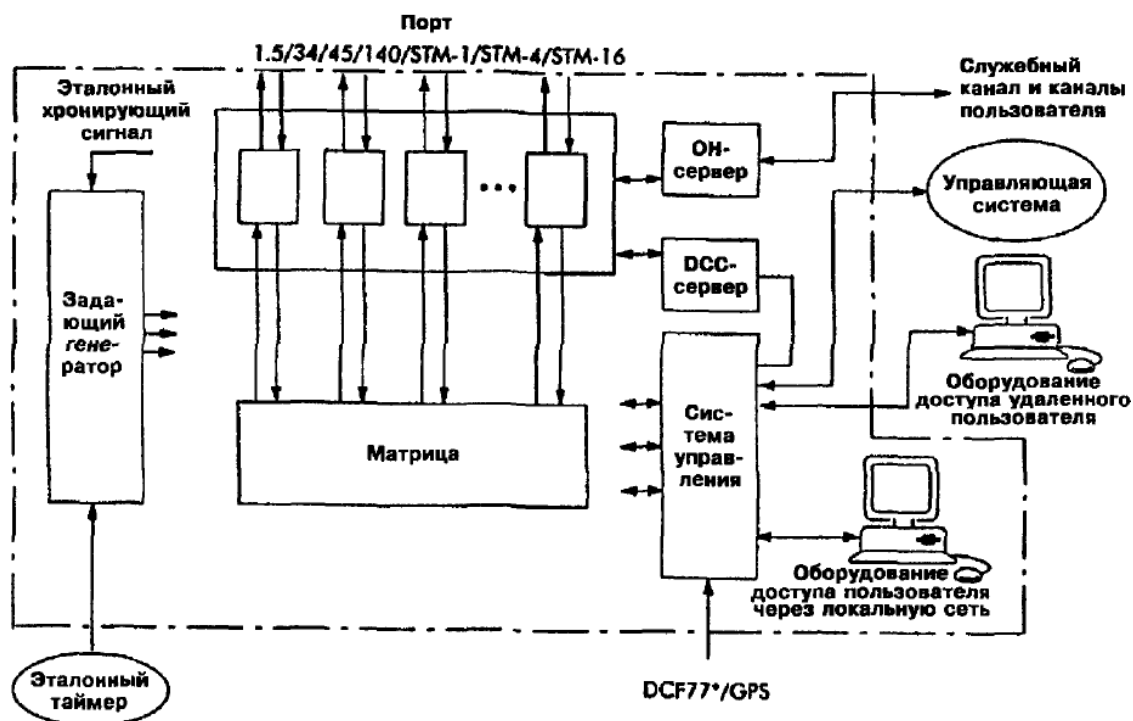 Порт
1.5/34/45/140/STM-1/STM-4/STM-16
Эталонный
хронирующий
сигнал
Служебный
канал и каналы
пользователя
ОН-
сервер
Управляющая
система
DCC-
сервер
Зада-
ющий
гене-
ратор
Матрица
Сис-
тема
управ-
ления
Оборудование
доступа удаленного
пользователя
Оборудование
доступа пользователя
через локальную сеть
Эталонный
таймер
DCF77*/GPS